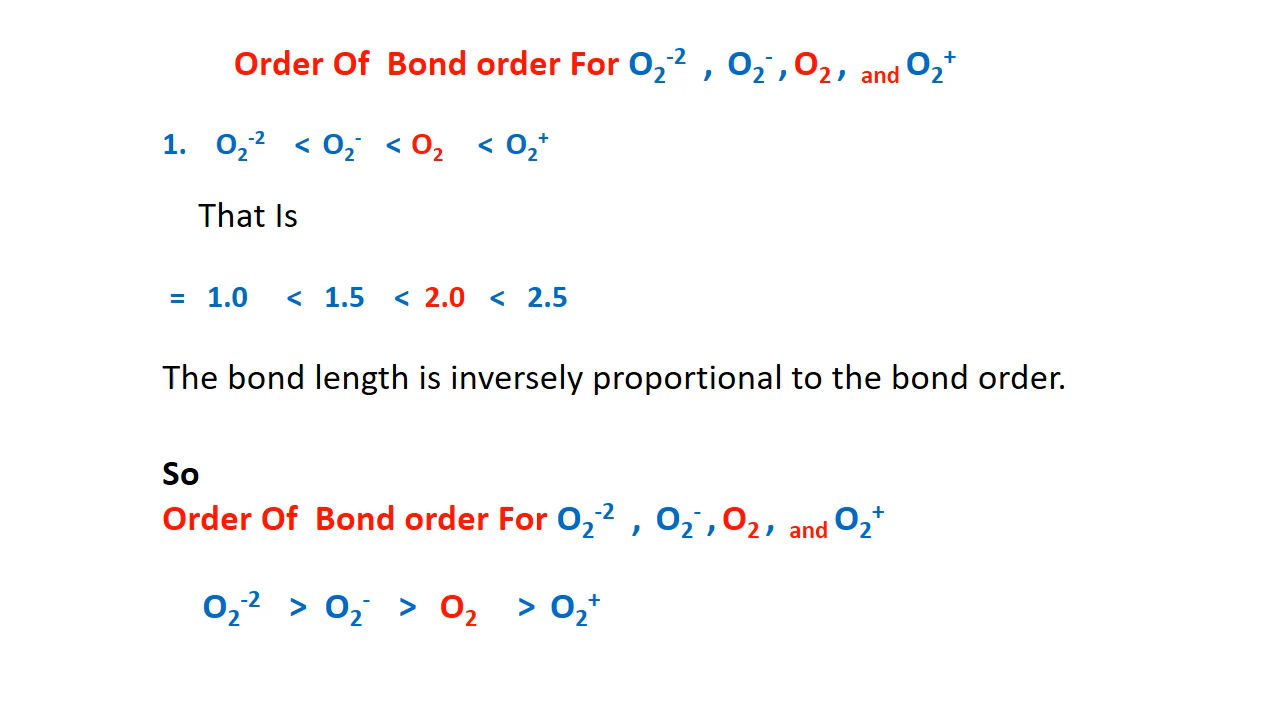 Order Of Bond order For O₂⁻² , O₂⁻ , O₂ , and O₂⁺
1. O₂⁻² < O₂⁻ < O₂ < O₂⁺
That Is
= 1.0 < 1.5 < 2.0 < 2.5
The bond length is inversely proportional to the bond order.
So
Order Of Bond order For O₂⁻² , O₂⁻ , O₂ , and O₂⁺
O₂⁻² > O₂⁻ > O₂ > O₂⁺